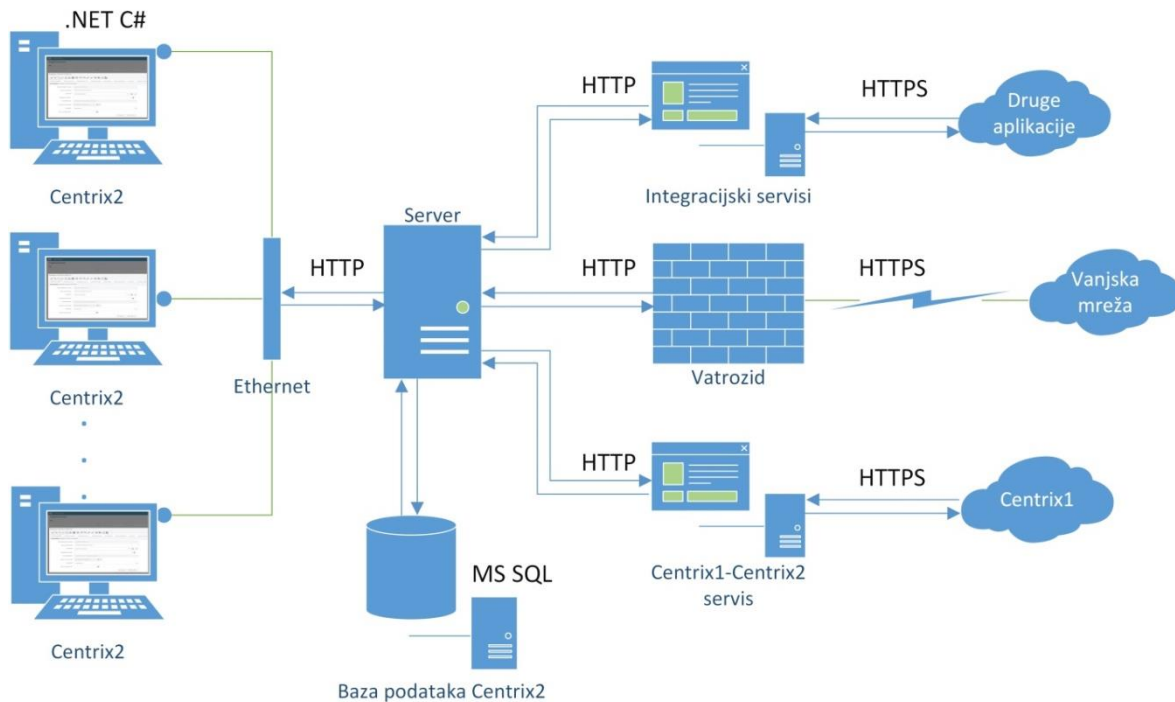 .NET C#
Centrix2
Centrix2
Centrix2
Ethernet
HTTP
Server
MS SQL
Baza podataka Centrix2
HTTP
Integracijski servisi
HTTPS
Druge
aplikacije
HTTP
Vatrozid
HTTPS
Vanjska
mreža
HTTP
Centrix1-Centrix2
servis
HTTPS
Centrix1